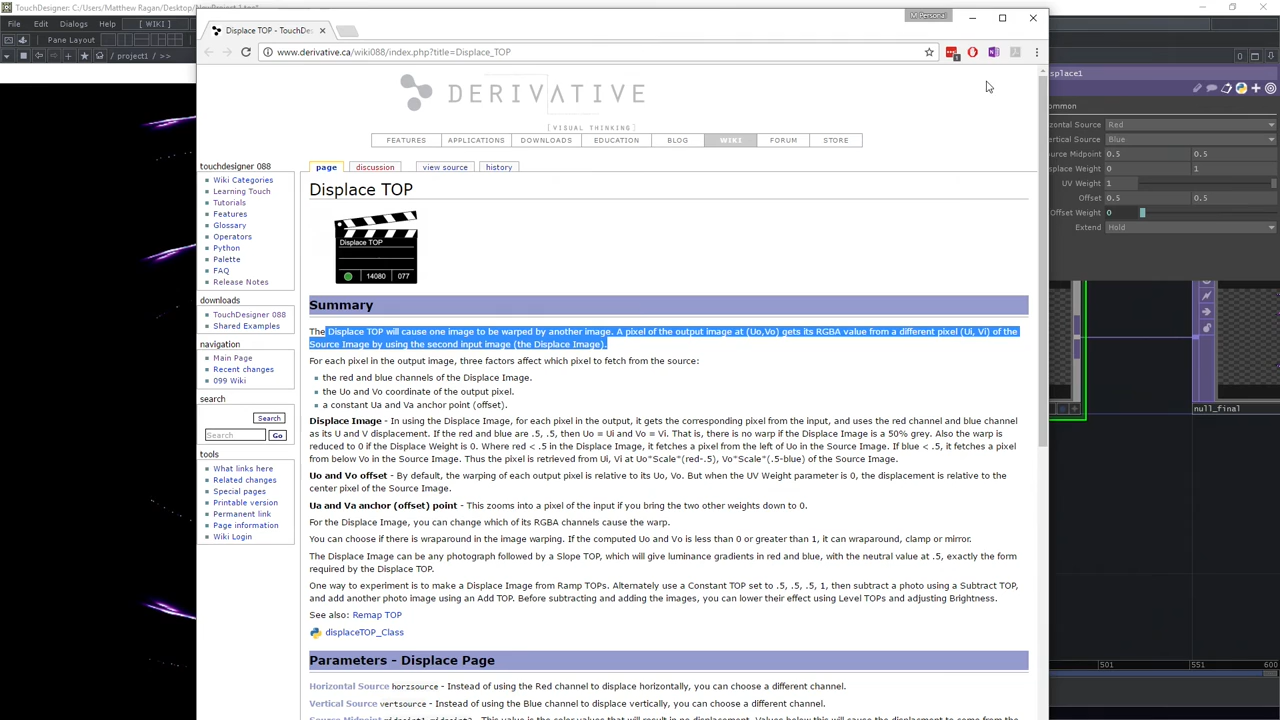 TouchDesigner: C:/Users/Matthew Ragan/Desktop/
File Edit Dialogs [ WIKI ]
Pane Layout
/ project1 / >>
M Personal
Displace TOP - TouchDe
www.derivative.ca/wiki088/index.php?title=Displace_TOP
DERIVATIVE
[ VISUAL THINKING ]
FEATURES APPLICATIONS DOWNLOADS EDUCATION BLOG WIKI FORUM STORE
touchdesigner 088
Wiki Categories
Learning Touch
Tutorials
Features
Glossary
Operators
Python
Palette
FAQ
Release Notes
downloads
TouchDesigner 088
Shared Examples
navigation
Main Page
Recent changes
099 Wiki
search
Search
Search Go
tools
What links here
Related changes
Special pages
Printable version
Permanent link
Page information
Wiki Login
page discussion view source history
Displace TOP
Displace TOP
14080 077
Summary
The Displace TOP will cause one image to be warped by another image. A pixel of the output image at (Uo,Vo) gets its RGBA value from a different pixel (Ui, Vi) of the
Source Image by using the second input image (the Displace Image).
For each pixel in the output image, three factors affect which pixel to fetch from the source:
the red and blue channels of the Displace Image.
the Uo and Vo coordinate of the output pixel.
a constant Ua and Va anchor point (offset).
Displace Image - In using the Displace Image, for each pixel in the output, it gets the corresponding pixel from the input, and uses the red channel and blue channel
as its U and V displacement. If the red and blue are .5, .5, then Uo = Ui and Vo = Vi. That is, there is no warp if the Displace Image is a 50% grey. Also the warp is
reduced to 0 if the Displace Weight is 0. Where red < .5 in the Displace Image, it fetches a pixel from the left of Uo in the Source Image. If blue < .5, it fetches a pixel
from below Vo in the Source Image. Thus the pixel is retrieved from Ui, Vi at Uo*Scale*(red-.5), Vo*Scale*(.5-blue) of the Source Image.
Uo and Vo offset - By default, the warping of each output pixel is relative to its Uo, Vo. But when the UV Weight parameter is 0, the displacement is relative to the
center pixel of the Source Image.
Ua and Va anchor (offset) point - This zooms into a pixel of the input if you bring the two other weights down to 0.
For the Displace Image, you can change which of its RGBA channels cause the warp.
You can choose if there is wraparound in the image warping. If the computed Uo and Vo is less than 0 or greater than 1, it can wraparound, clamp or mirror.
The Displace Image can be any photograph followed by a Slope TOP, which will give luminance gradients in red and blue, with the neutral value at .5, exactly the form
required by the Displace TOP.
One way to experiment is to make a Displace Image from Ramp TOPs. Alternately use a Constant TOP set to .5, .5, .5, 1, then subtract a photo using a Subtract TOP,
and add another photo image using an Add TOP. Before subtracting and adding the images, you can lower their effect using Level TOPs and adjusting Brightness.
See also: Remap TOP
displaceTOP_Class
Parameters - Displace Page
Horizontal Source horzsource - Instead of using the Red channel to displace horizontally, you can choose a different channel.
Vertical Source vertsource - Instead of using the Blue channel to displace vertically, you can choose a different channel.
splace1
ommon
zontal Source Red
ertical Source Blue
urce Midpoint 0.5 0.5
splace Weight 0 1
UV Weight 1
Offset 0.5 0.5
Offset Weight 0
Extend Hold
null_final
501 551 600